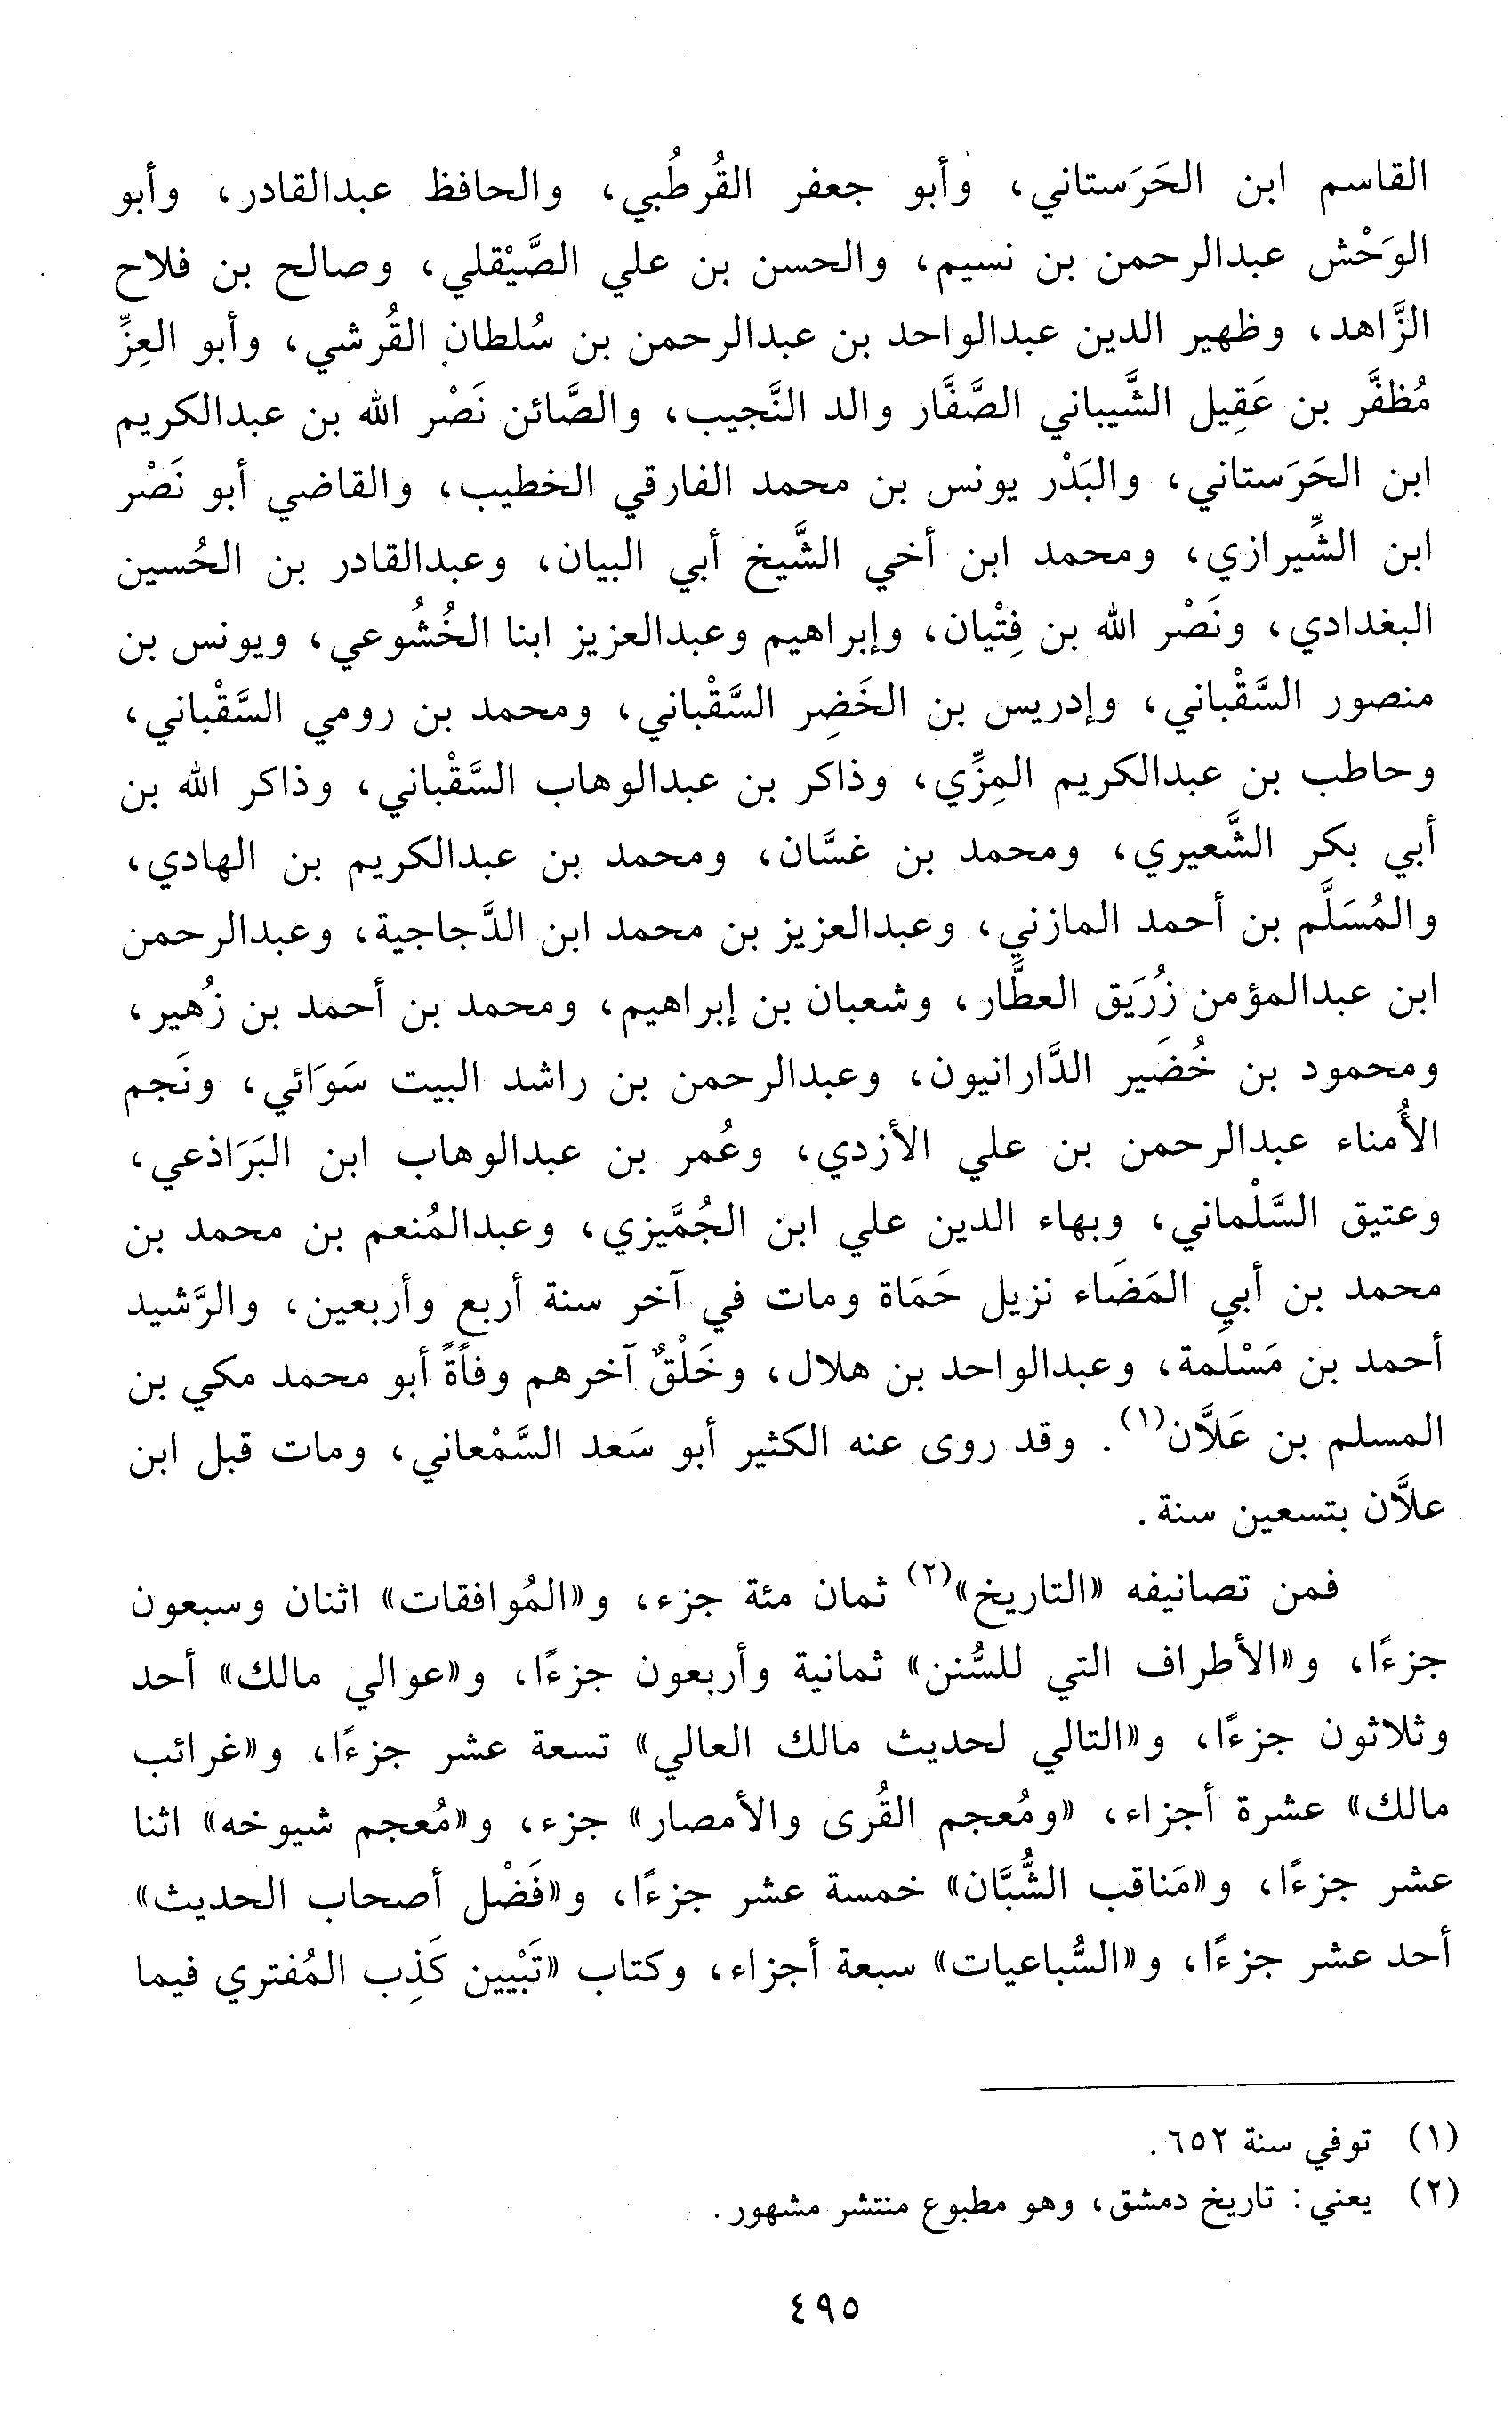 القاسم ابن الحَرَستاني، وأبو جعفر القُرطُبي، والحافظ عبدالقادر، وأبو
الوَحْش عبدالرحمن بن نسيم، والحسن بن علي الصَّيْقلي، وصالح بن فلاح
الزَّاهد، وظهير الدين عبدالواحد بن عبدالرحمن بن سُلطان القُرشي، وأبو العِزِّ
مُظفَّر بن عَقِيل الشَّيباني الصَّفَّار والد النَّجيب، والصَّائن نَصْر الله بن عبدالكريم
ابن الحَرَستاني، والبَدْر يونس بن محمد الفارقي الخطيب، والقاضي أبو نَصْر
ابن الشِّيرازي، ومحمد ابن أخي الشَّيخ أبي البيان، وعبدالقادر بن الحُسين
البغدادي، ونَصْر الله بن فِتْيان، وإبراهيم وعبدالعزيز ابنا الخُشُوعي، ويونس بن
منصور السَّقْباني، وإدريس بن الخَضِر السَّقْباني، ومحمد بن رومي السَّقْباني،
وحاطب بن عبدالكريم المِزِّي، وذاكر بن عبدالوهاب السَّقْباني، وذاكر الله بن
أبي بكر الشَّعيري، ومحمد بن غسَّان، ومحمد بن عبدالكريم بن الهادي،
والمُسَلَّم بن أحمد المازني، وعبدالعزيز بن محمد ابن الدَّجاجية، وعبدالرحمن
ابن عبدالمؤمن زُرَيق العطَّار، وشعبان بن إبراهيم، ومحمد بن أحمد بن زُهير،
ومحمود بن خُضَير الدَّارانيون، وعبدالرحمن بن راشد البيت سَوَائي، ونَجم
الأُمناء عبدالرحمن بن علي الأزدي، وعُمر بن عبدالوهاب ابن البَرَاذعي،
وعتيق السَّلْماني، وبهاء الدين علي ابن الجُمَّيزي، وعبدالمُنعم بن محمد بن
محمد بن أبي المَضَاء نزيل حَمَاة ومات في آخر سنة أربع وأربعين، والرَّشيد
أحمد بن مَسْلَمة، وعبدالواحد بن هلال، وخَلْقٌ آخرهم وفاةً أبو محمد مكي بن
المسلم بن عَلَّان(١). وقد روى عنه الكثير أبو سَعد السَّمْعاني، ومات قبل ابن
علَّان بتسعين سنة.
فمن تصانيفه «التاريخ»(٢) ثمان مئة جزء، و«المُوافقات» اثنان وسبعون
جزءًا، و«الأطراف التي للسُّنن» ثمانية وأربعون جزءًا، و«عوالي مالك» أحد
وثلاثون جزءًا، و«التالي لحديث مالك العالي» تسعة عشر جزءًا، و«غرائب
مالك» عشرة أجزاء، «ومُعجم القُرى والأمصار» جزء، و«مُعجم شيوخه» اثنا
عشر جزءًا، و«مَناقب الشُّبَّان» خمسة عشر جزءًا، و«فَضْل أصحاب الحديث»
أحد عشر جزءًا، و«السُّباعيات» سبعة أجزاء، وكتاب «تَبْيين كَذِب المُفتري فيما
(١) توفي سنة ٦٥٢.
(٢) يعني: تاريخ دمشق، وهو مطبوع منتشر مشهور.
٤٩٥